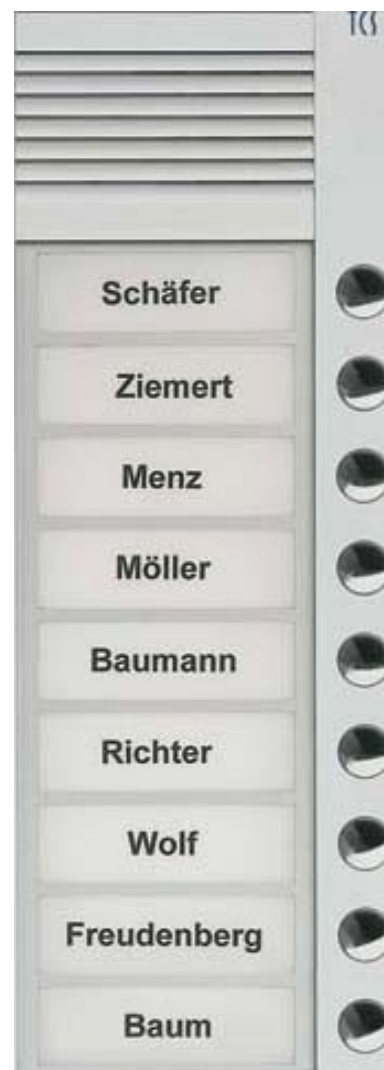 TCS
Schäfer
Ziemert
Menz
Möller
Baumann
Richter
Wolf
Freudenberg
Baum